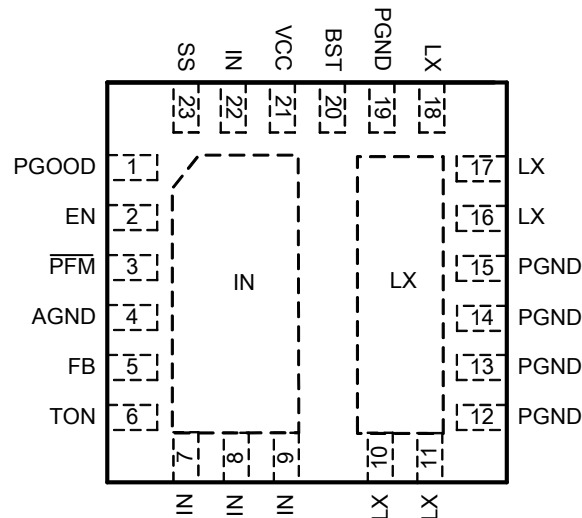 SS IN VCC BST PGND LX
23 22 21 20 19 18
PGOOD 1
EN 2
PFM 3
AGND 4
FB 5
TON 6
IN
LX
17 LX
16 LX
15 PGND
14 PGND
13 PGND
12 PGND
7 8 9 10 11
IN IN IN LX LX